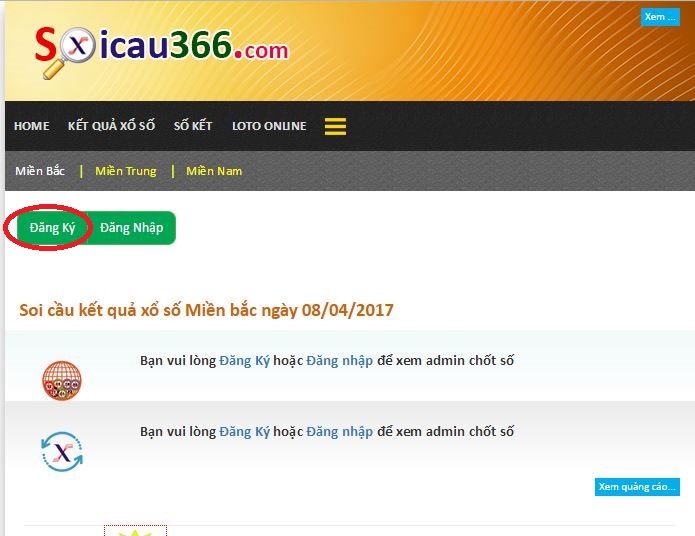 Xem ...
Soicau366.com
HOME KẾT QUẢ XỔ SỐ SỐ KẾT LOTO ONLINE
Miền Bắc | Miền Trung | Miền Nam
Đăng Ký Đăng Nhập
Soi cầu kết quả xổ số Miền bắc ngày 08/04/2017
Bạn vui lòng Đăng Ký hoặc Đăng nhập để xem admin chốt số
Bạn vui lòng Đăng Ký hoặc Đăng nhập để xem admin chốt số
X
Xem quảng cáo...